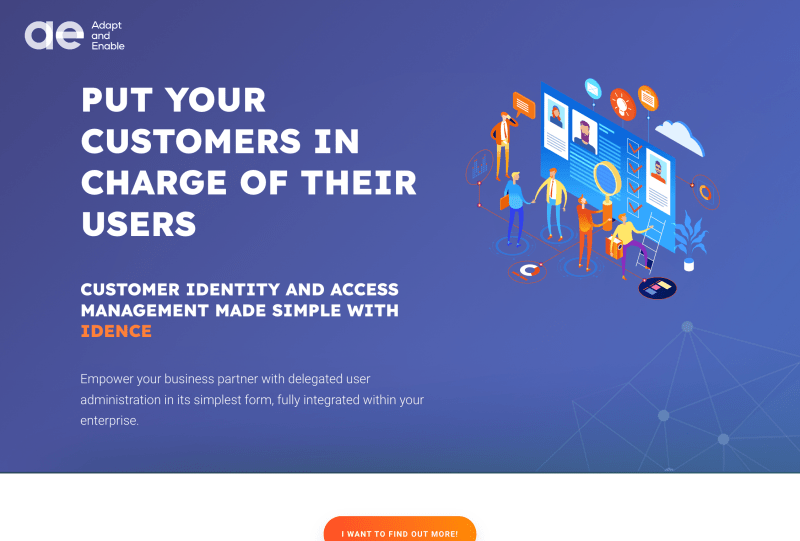 ae
Adapt
and
Enable
PUT YOUR
CUSTOMERS IN
CHARGE OF THEIR
USERS
CUSTOMER IDENTITY AND ACCESS
MANAGEMENT MADE SIMPLE WITH
IDENCE
Empower your business partner with delegated user
administration in its simplest form, fully integrated within your
enterprise.
I WANT TO FIND OUT MORE!